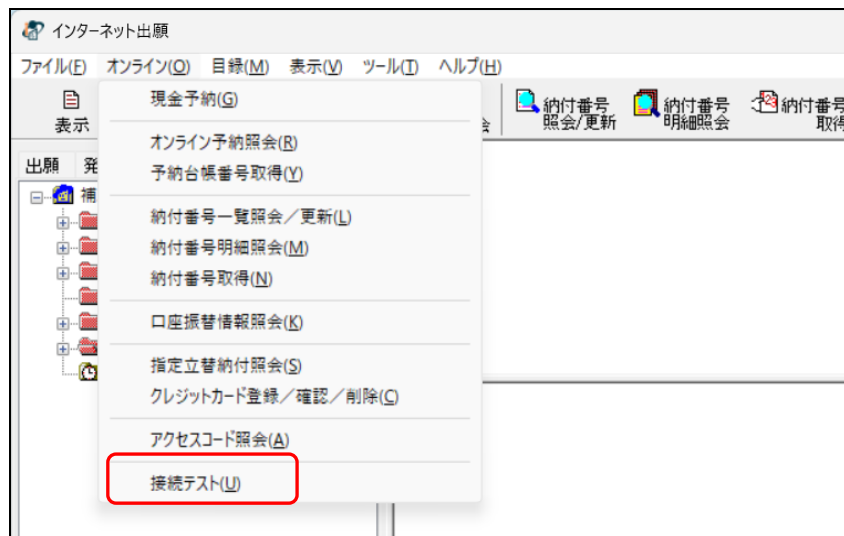 インターネット出願
ファイル(F) オンライン(O) 目録(M) 表示(V) ツール(T) ヘルプ(H)
表示
納付番号
照会/更新
納付番号
明細照会
納付番号
取得
出願
補
現金予納(G)
オンライン予納照会(R)
予納台帳番号取得(Y)
納付番号一覧照会／更新(L)
納付番号明細照会(M)
納付番号取得(N)
口座振替情報照会(K)
指定立替納付照会(S)
クレジットカード登録／確認／削除(C)
アクセスコード照会(A)
接続テスト(U)